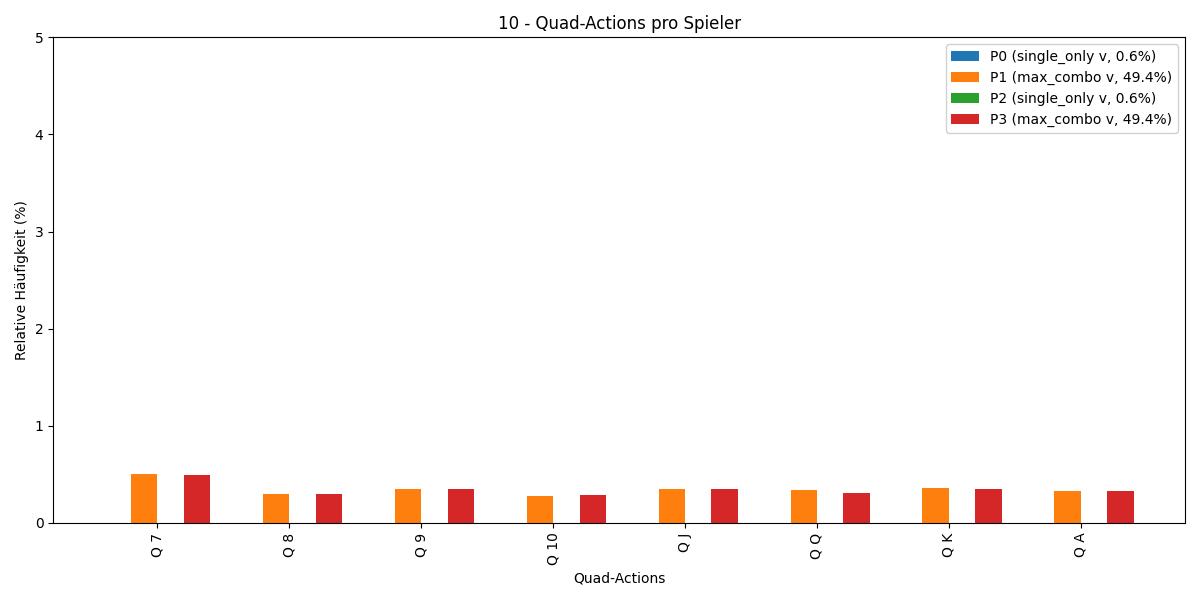 10 - Quad-Actions pro Spieler
Relative Häufigkeit (%)
5
4
3
2
1
0
P0 (single_only v, 0.6%)
P1 (max_combo v, 49.4%)
P2 (single_only v, 0.6%)
P3 (max_combo v, 49.4%)
Q 7
Q 8
Q 9
Q 10
Q J
Q Q
Q K
Q A
Quad-Actions